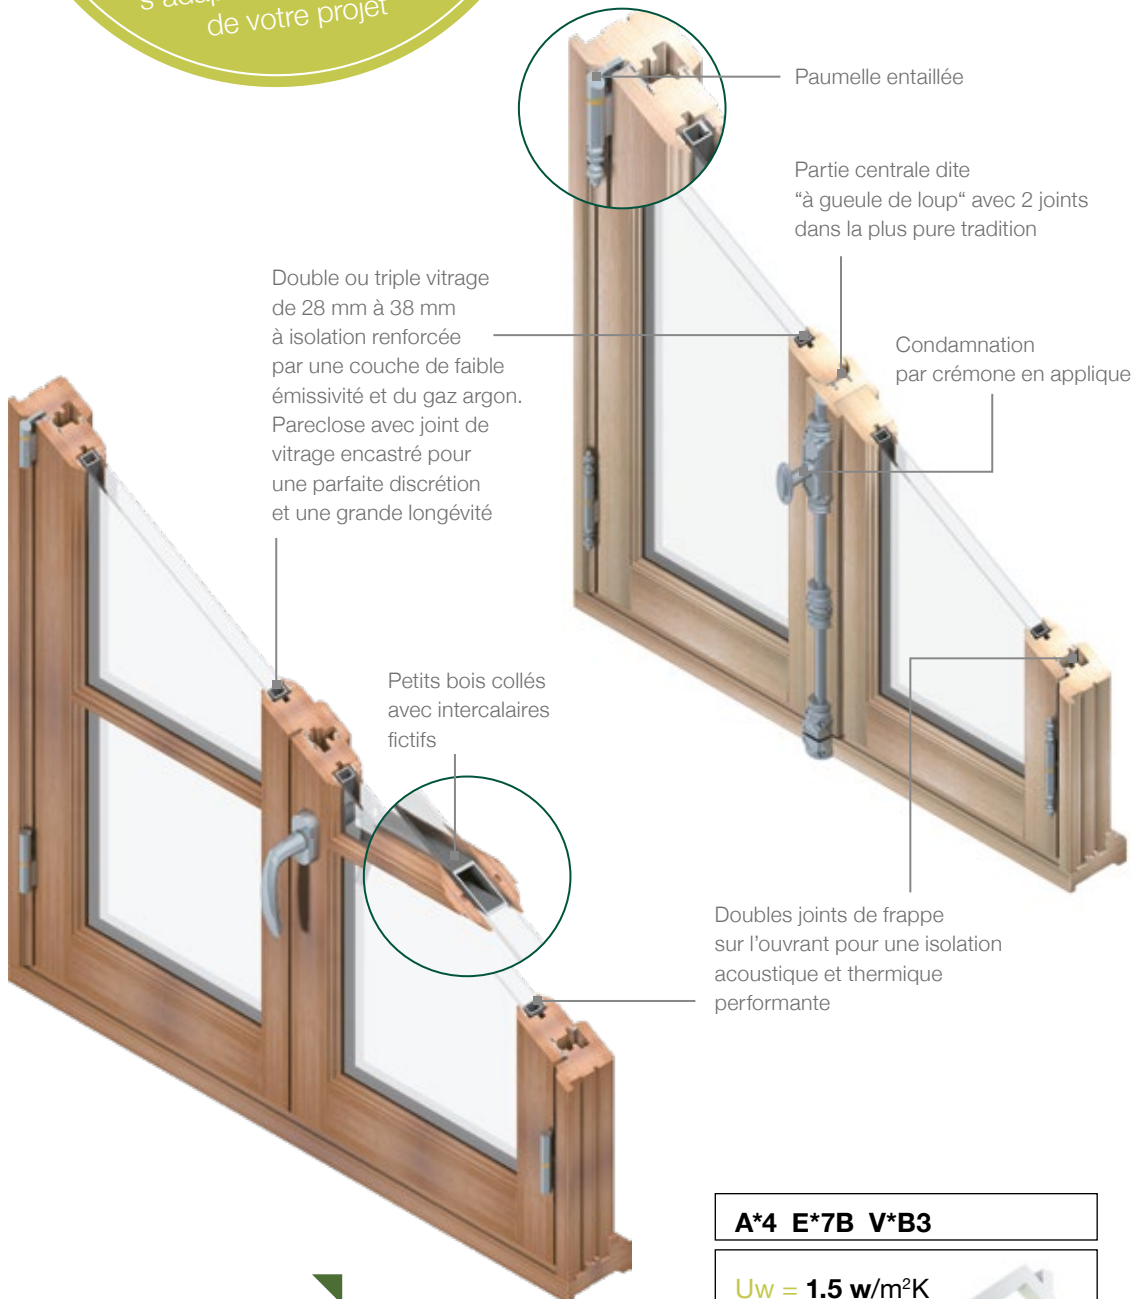 de votre projet
Paumelle entaillée
Partie centrale dite
“à gueule de loup“ avec 2 joints
dans la plus pure tradition
Double ou triple vitrage
de 28 mm à 38 mm
à isolation renforcée
par une couche de faible
émissivité et du gaz argon.
Pareclose avec joint de
vitrage encastré pour
une parfaite discrétion
et une grande longévité
Condamnation
par crémone en applique
Petits bois collés
avec intercalaires
fictifs
Doubles joints de frappe
sur l’ouvrant pour une isolation
acoustique et thermique
performante
A*4 E*7B V*B3
Uw = 1.5 w/m²K